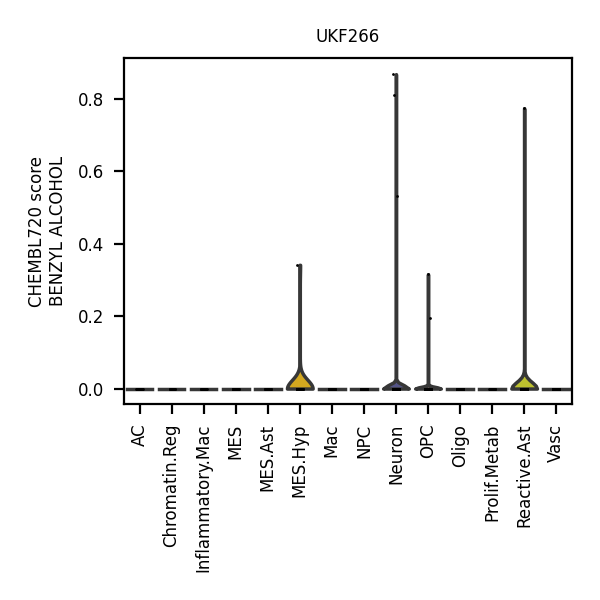 UKF266
CHEMBL720 score
BENZYL ALCOHOL
0.8
0.6
0.4
0.2
0.0
AC
Chromatin.Reg
Inflammatory.Mac
MES
MES.Ast
MES.Hyp
Mac
NPC
Neuron
OPC
Oligo
Prolif.Metab
Reactive.Ast
Vasc